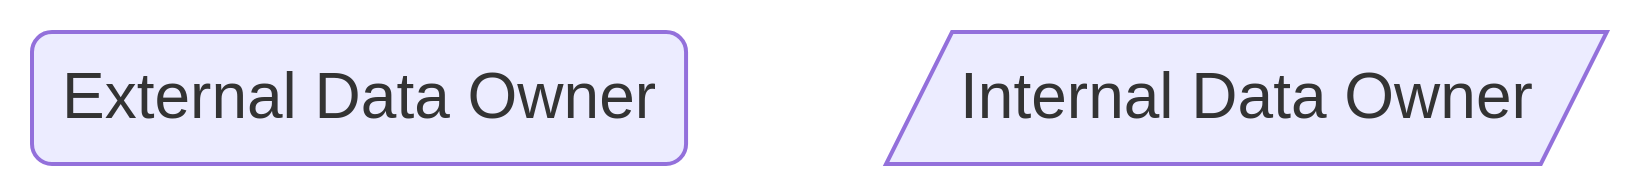 External Data Owner
Internal Data Owner